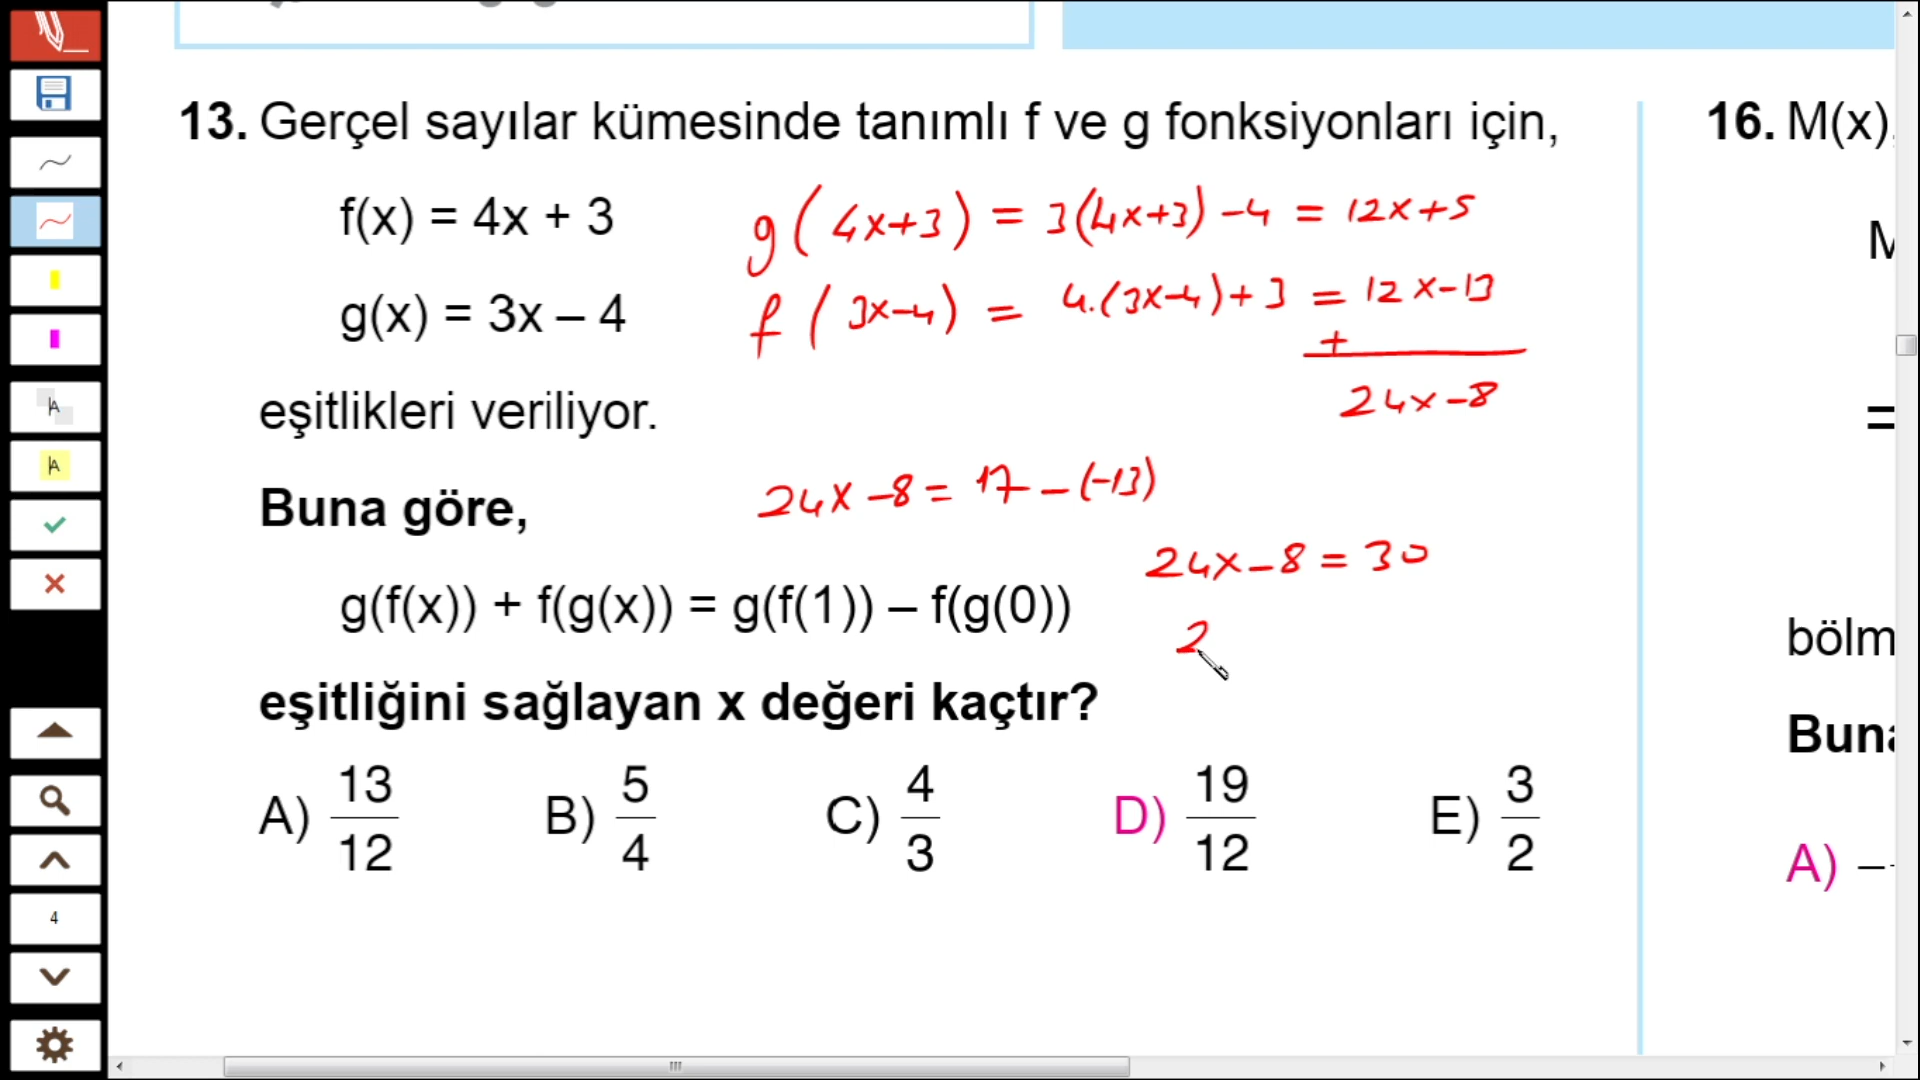 13. Gerçel sayılar kümesinde tanımlı f ve g fonksiyonları için,
f(x) = 4x + 3
g(4x+3) = 3(4x+3) -4 = 12x+5
g(x) = 3x – 4
f(3x-4) = 4.(3x-4)+3 = 12x-13
+
24x-8
eşitlikleri veriliyor.
24x-8 = 17-(-13)
Buna göre,
24x-8 = 30
g(f(x)) + f(g(x)) = g(f(1)) – f(g(0))
2
eşitliğini sağlayan x değeri kaçtır?
A) 13/12 B) 5/4 C) 4/3 D) 19/12 E) 3/2
16. M(x)
M
=
bölm
Buna
A) –
4